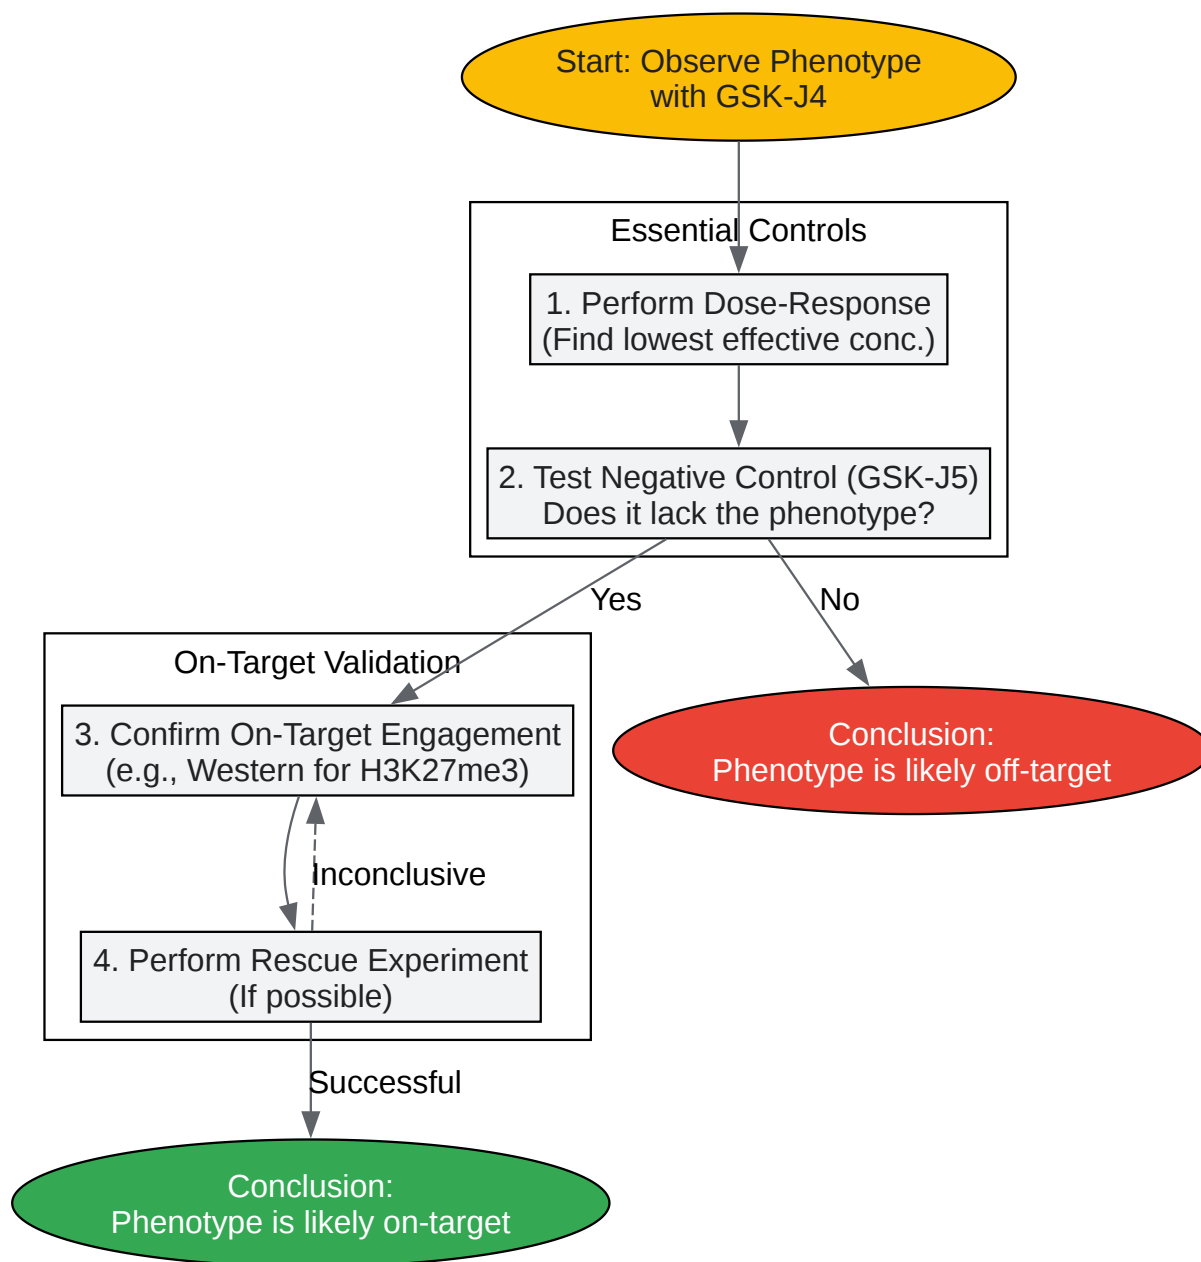 Start: Observe Phenotype
with GSK-J4
Essential Controls
1. Perform Dose-Response
(Find lowest effective conc.)
2. Test Negative Control (GSK-J5)
Does it lack the phenotype?
Yes
No
On-Target Validation
3. Confirm On-Target Engagement
(e.g., Western for H3K27me3)
Conclusion:
Phenotype is likely off-target
Inconclusive
4. Perform Rescue Experiment
(If possible)
Successful
Conclusion:
Phenotype is likely on-target